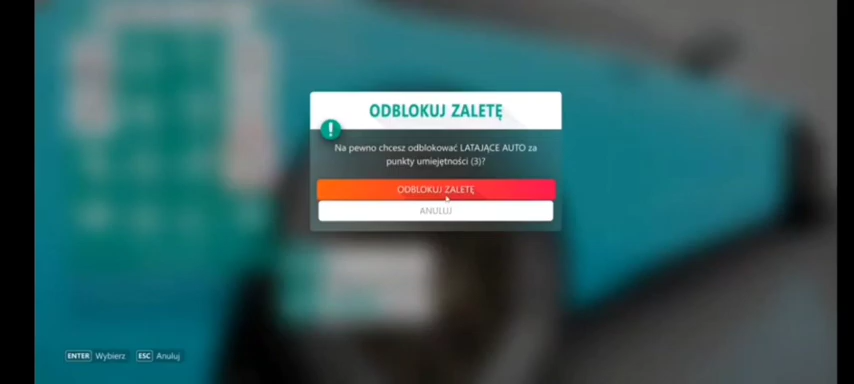 ODBLOKUJ ZALETĘ
!
Na pewno chcesz odblokować LATAJĄCE AUTO za
punkty umiejętności (3)?
ODBLOKUJ ZALETĘ
ANULUJ
ENTER Wybierz ESC Anuluj